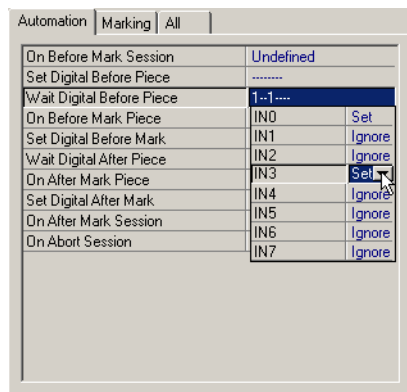 Automation Marking All
On Before Mark Session Undefined
Set Digital Before Piece --------
Wait Digital Before Piece 1--1----
On Before Mark Piece IN0 Set
Set Digital Before Mark IN1 Ignore
Wait Digital After Piece IN2 Ignore
On After Mark Piece IN3 Set
Set Digital After Mark IN4 Ignore
On After Mark Session IN5 Ignore
On Abort Session IN6 Ignore
IN7 Ignore